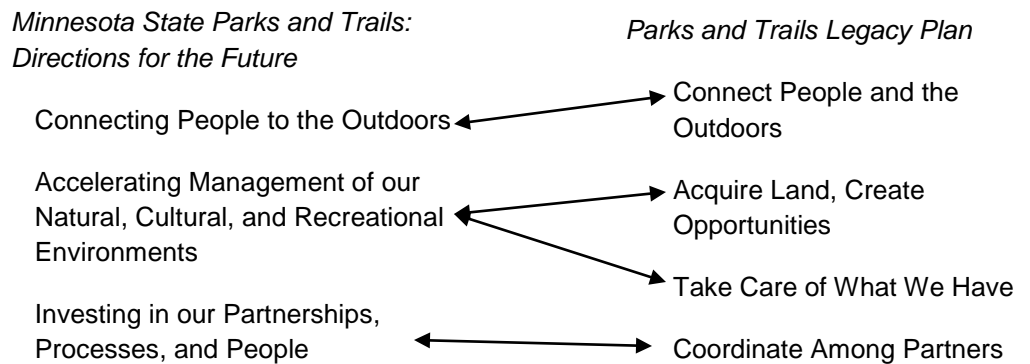 Minnesota State Parks and Trails:
Directions for the Future
Connecting People to the Outdoors
Accelerating Management of our
Natural, Cultural, and Recreational
Environments
Investing in our Partnerships,
Processes, and People
Parks and Trails Legacy Plan
Connect People and the
Outdoors
Acquire Land, Create
Opportunities
Take Care of What We Have
Coordinate Among Partners